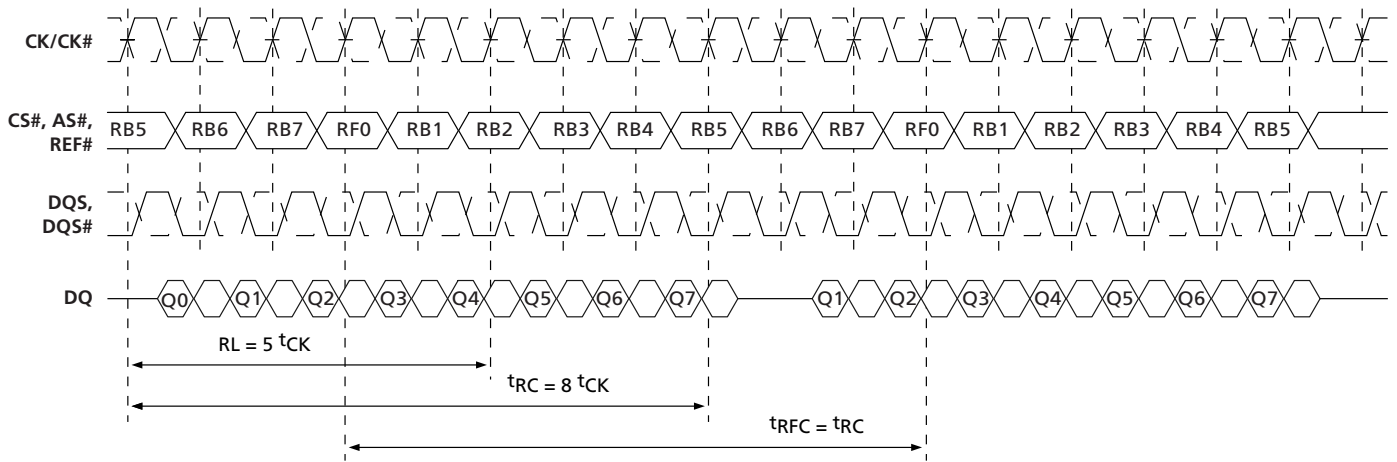 CK/CK#
CS#, AS#,
REF#
RB5 RB6 RB7 RF0 RB1 RB2 RB3 RB4 RB5 RB6 RB7 RF0 RB1 RB2 RB3 RB4 RB5
DQS,
DQS#
DQ
Q0 Q1 Q2 Q3 Q4 Q5 Q6 Q7 Q1 Q2 Q3 Q4 Q5 Q6 Q7
RL = 5 tCK
tRC = 8 tCK
tRFC = tRC